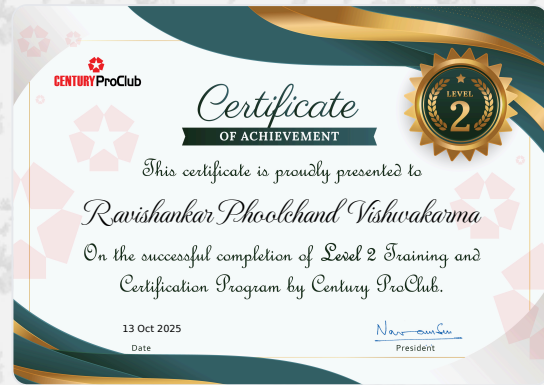 CENTURY ProClub
LEVEL
2
Certificate
OF ACHIEVEMENT
This certificate is proudly presented to
Ravishankar Phoolchand Vishwakarma
On the successful completion of Level 2 Training and
Certification Program by Century ProClub.
13 Oct 2025
Date
President